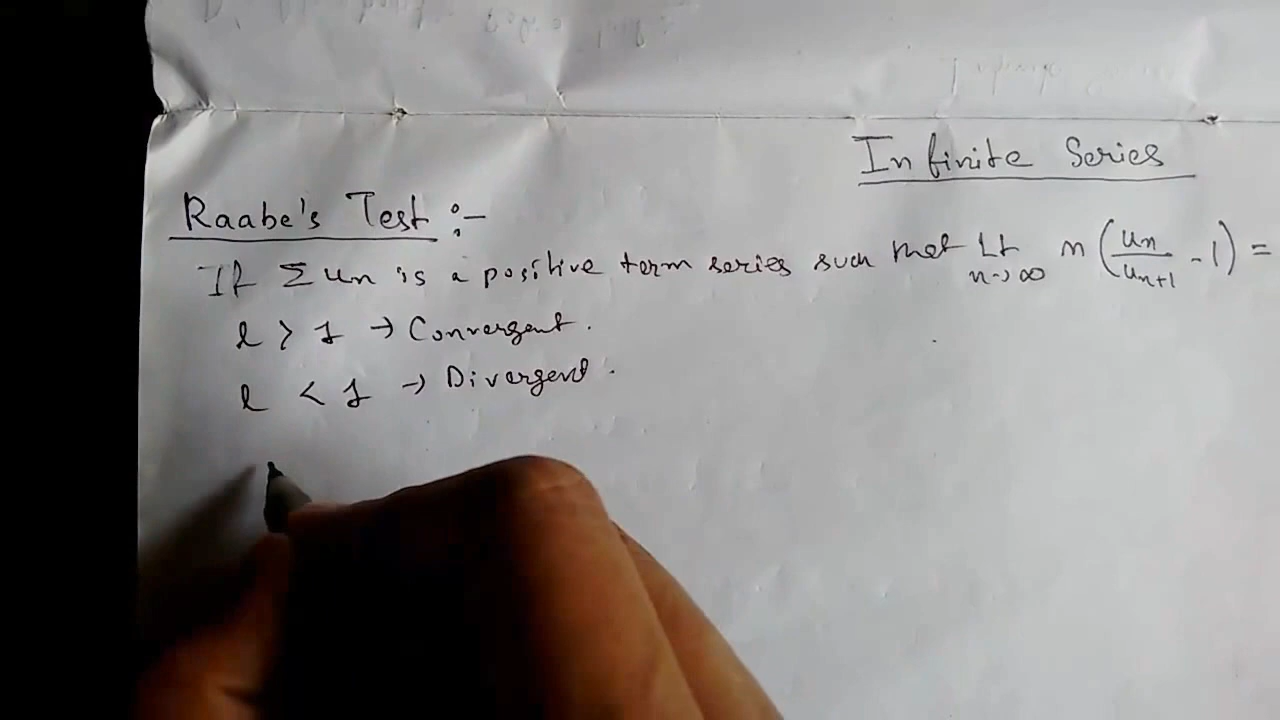 Infinite Series
Raabe's Test :-
If Σ un is a positive term series such that Lt n→∞ n(un/un+1 - 1) =
l > 1 → Convergent.
l < 1 → Divergent.